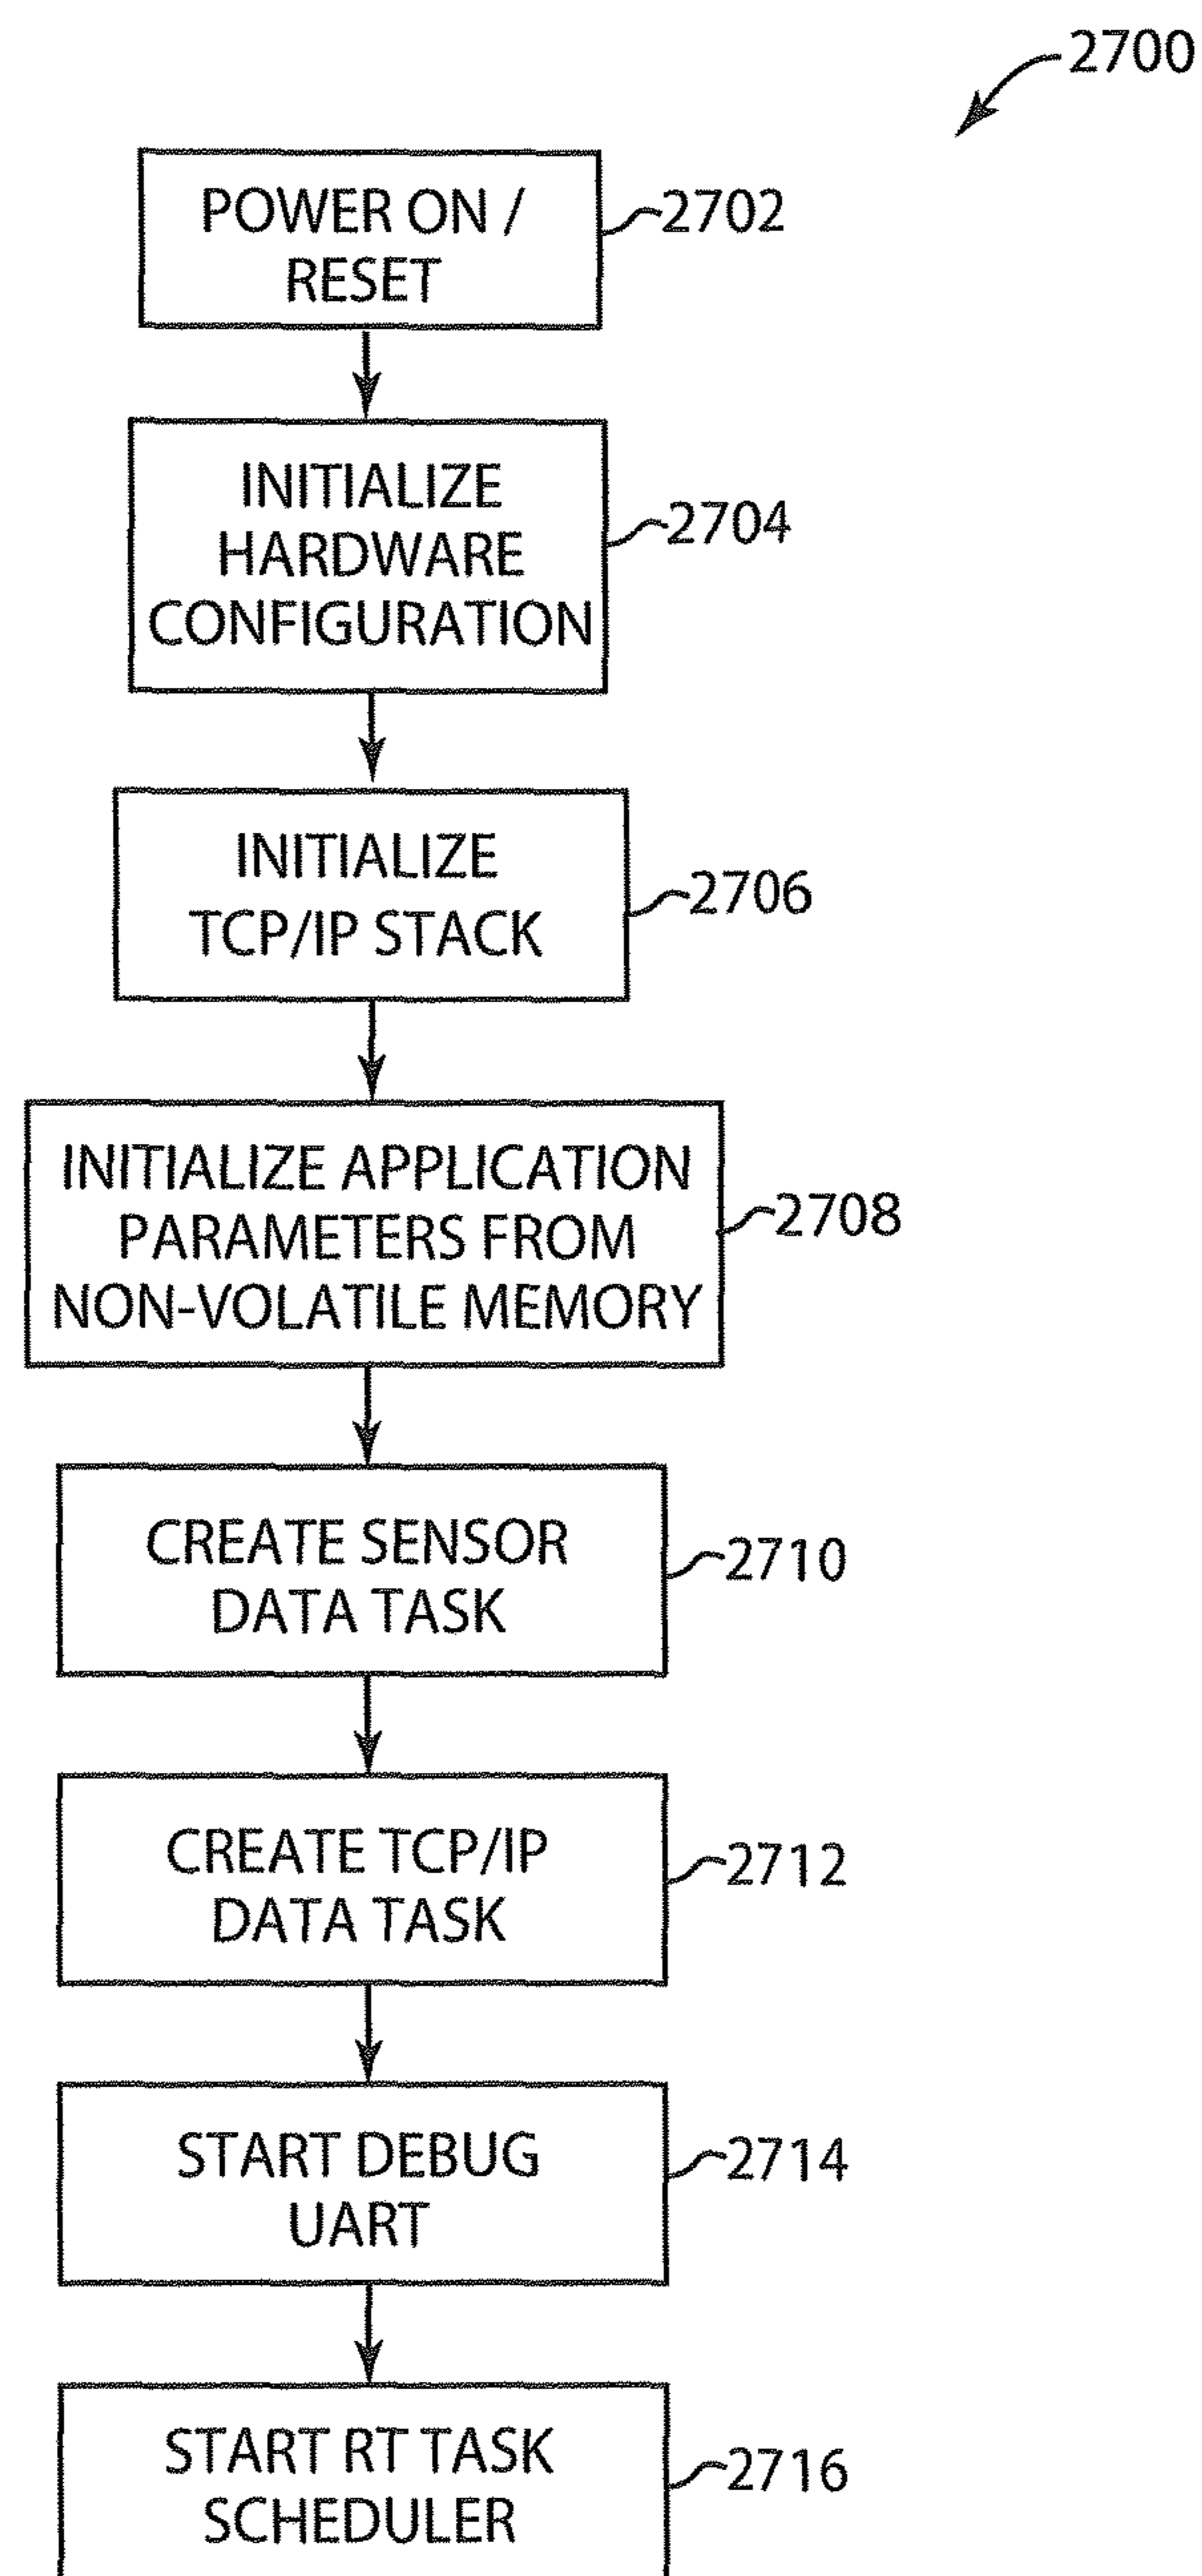 2700
POWER ON /
RESET
2702
INITIALIZE
HARDWARE
CONFIGURATION
2704
INITIALIZE
TCP/IP STACK
2706
INITIALIZE APPLICATION
PARAMETERS FROM
NON-VOLATILE MEMORY
2708
CREATE SENSOR
DATA TASK
2710
CREATE TCP/IP
DATA TASK
2712
START DEBUG
UART
2714
START RT TASK
SCHEDULER
2716